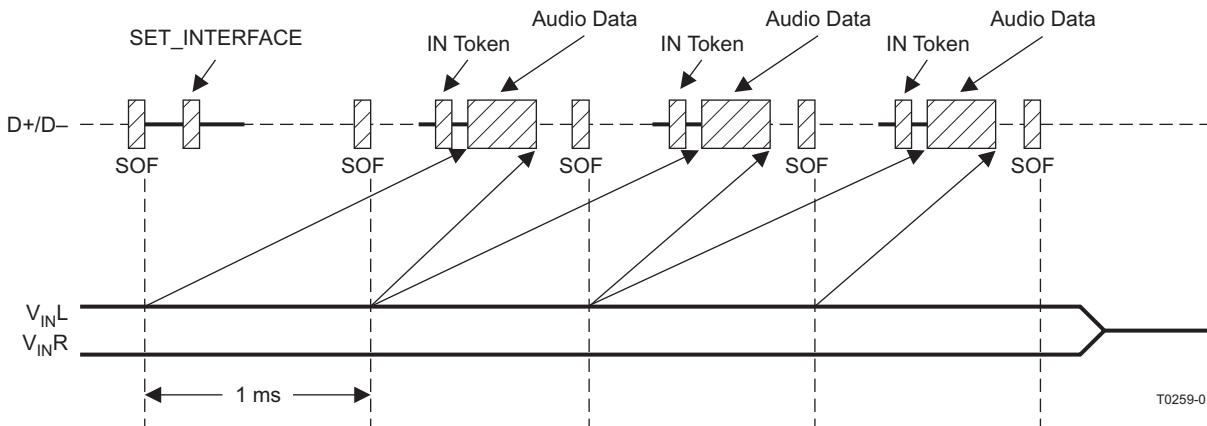 Audio Data
Audio Data
Audio Data
SET_INTERFACE
IN Token
IN Token
IN Token
D+/D–
SOF
SOF
SOF
SOF
SOF
VINL
VINR
1 ms
T0259-0